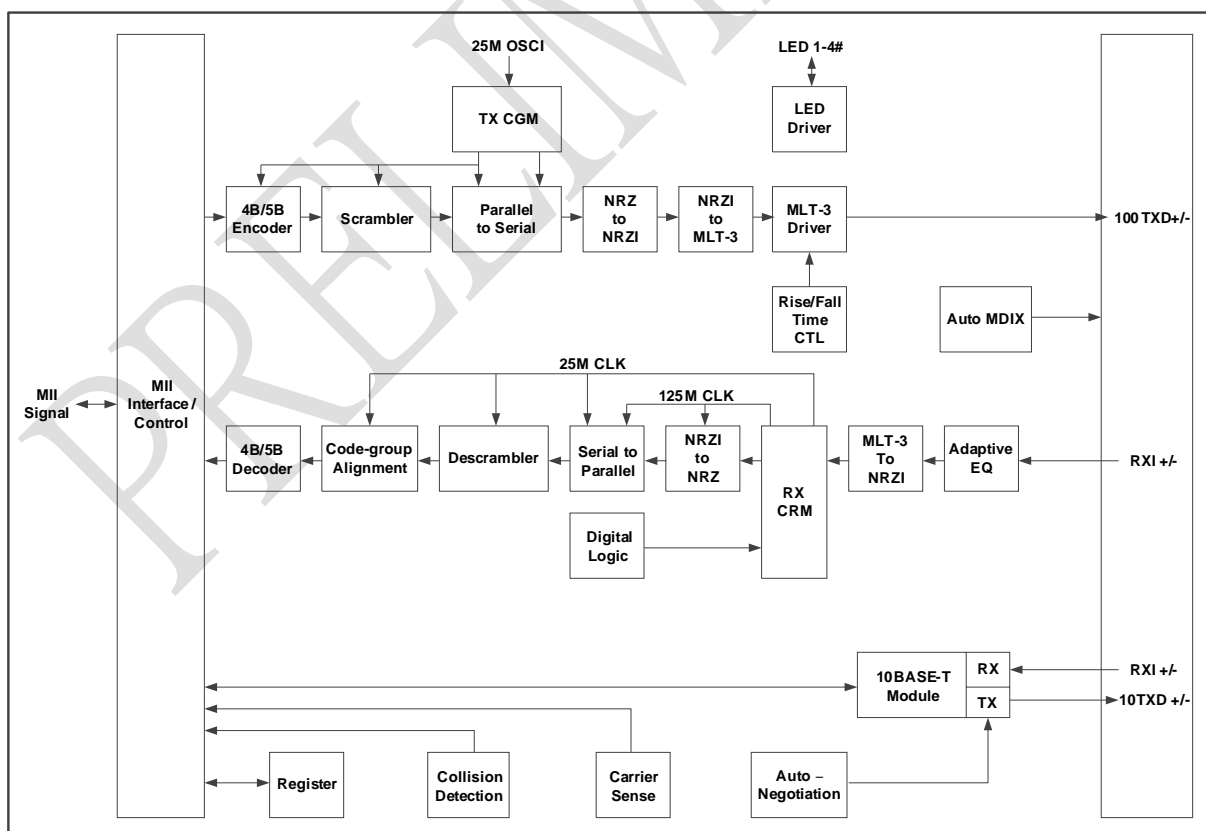 25M OSCI
LED 1-4#
TX CGM
LED
Driver
4B/5B
Encoder
Scrambler
Parallel
to Serial
NRZ
to
NRZI
NRZI
to
MLT-3
MLT-3
Driver
100 TXD+/-
Rise/Fall
Time
CTL
Auto MDIX
25M CLK
125M CLK
MII
Signal
MII
Interface /
Control
4B/5B
Decoder
Code-group
Alignment
Descrambler
Serial to
Parallel
NRZI
to
NRZ
RX
CRM
MLT-3
To
NRZI
Adaptive
EQ
RXI +/-
Digital
Logic
10BASE-T
Module
RX
TX
RXI +/-
10TXD +/-
Register
Collision
Detection
Carrier
Sense
Auto –
Negotiation
PRELIM